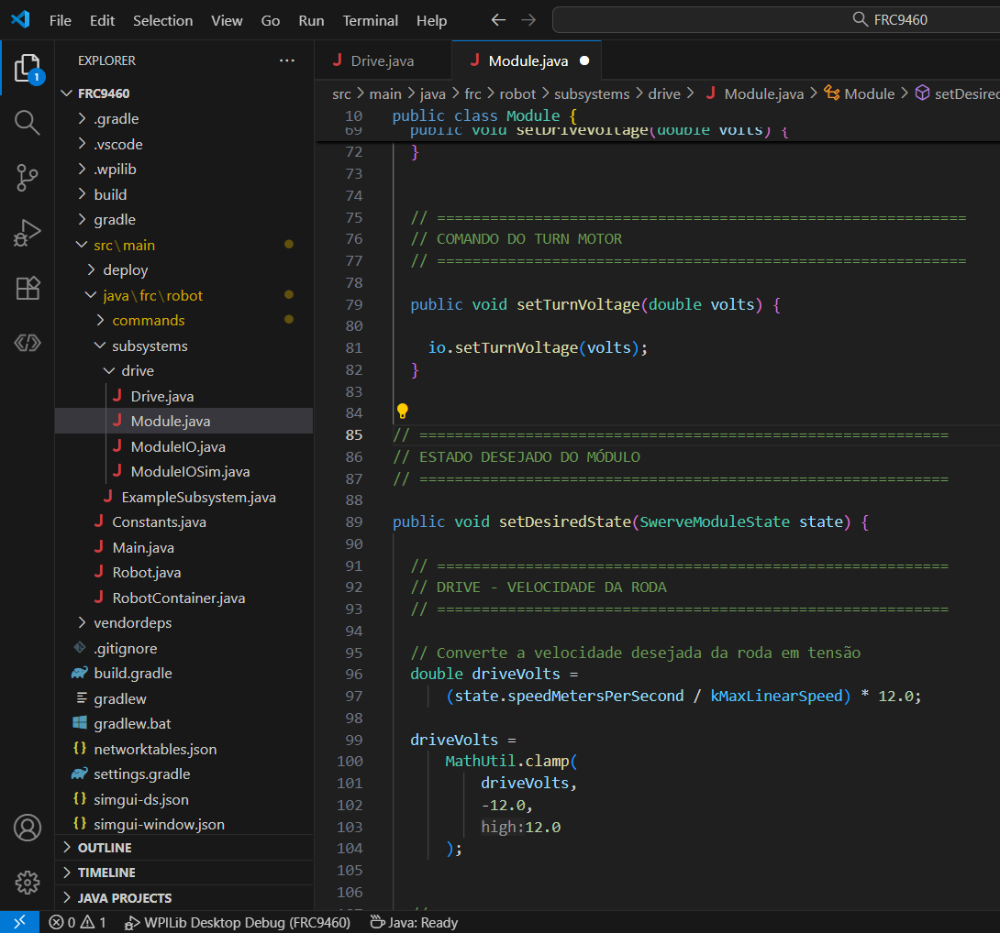 File Edit Selection View Go Run Terminal Help
FRC9460
EXPLORER
FRC9460
.gradle
.vscode
.wpilib
build
gradle
src\main
deploy
java\frc\robot
commands
subsystems
drive
Drive.java
Module.java
ModuleIO.java
ModuleIOSim.java
ExampleSubsystem.java
Constants.java
Main.java
Robot.java
RobotContainer.java
vendordeps
.gitignore
build.gradle
gradlew
gradlew.bat
networktables.json
settings.gradle
simgui-ds.json
simgui-window.json
OUTLINE
TIMELINE
JAVA PROJECTS
1
Drive.java Module.java
src > main > java > frc > robot > subsystems > drive > Module.java > Module > setDesired
10 public class Module {
69 public void setDriveVoltage(double volts) {
72 }
73
74
75 // ============================================================
76 // COMANDO DO TURN MOTOR
77 // ============================================================
78
79 public void setTurnVoltage(double volts) {
80
81 io.setTurnVoltage(volts);
82 }
83
84
85 // ============================================================
86 // ESTADO DESEJADO DO MÓDULO
87 // ============================================================
88
89 public void setDesiredState(SwerveModuleState state) {
90
91 // ==========================================================
92 // DRIVE - VELOCIDADE DA RODA
93 // ==========================================================
94
95 // Converte a velocidade desejada da roda em tensão
96 double driveVolts =
97 (state.speedMetersPerSecond / kMaxLinearSpeed) * 12.0;
98
99 driveVolts =
100 MathUtil.clamp(
101 driveVolts,
102 -12.0,
103 high:12.0
104 );
105
106
0 1 WPILib Desktop Debug (FRC9460) Java: Ready